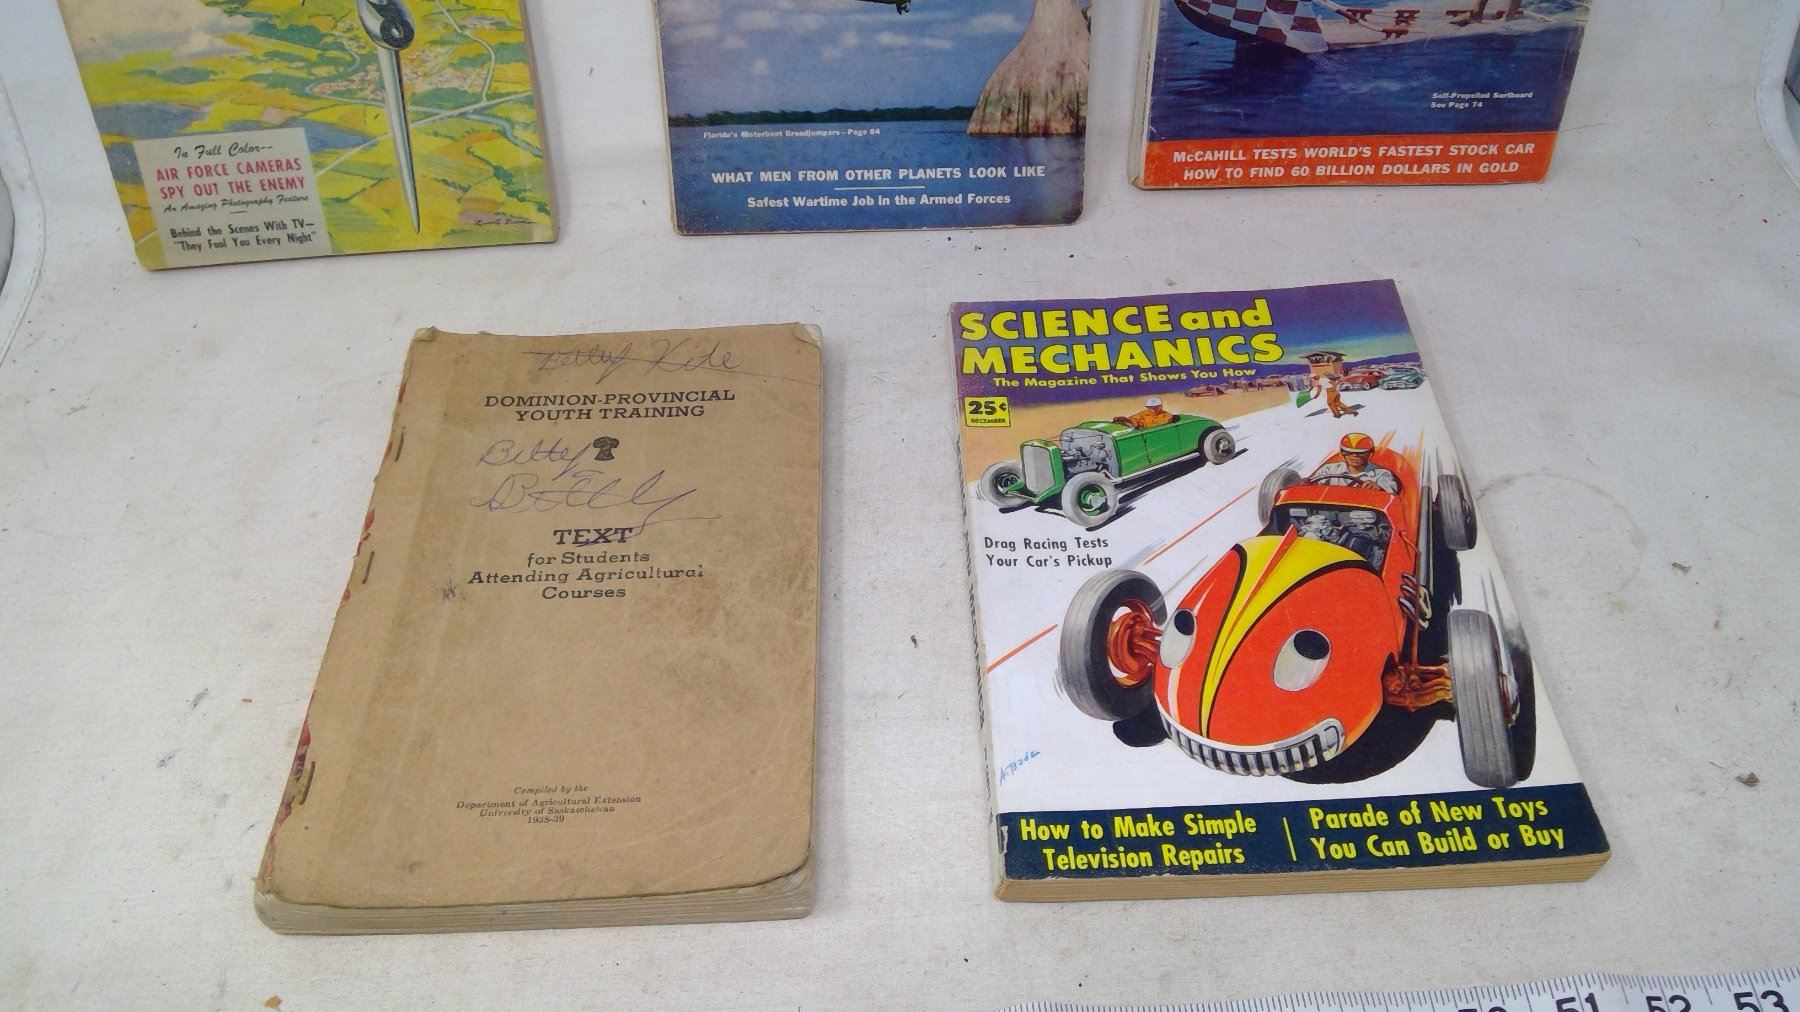 In Full Color--
AIR FORCE CAMERAS
SPY OUT THE ENEMY
An Amazing Photography Feature
Behind the Scenes With TV—
"They Fool You Every Night"
Florida's Motorboat Broadjumpers—Page 84
WHAT MEN FROM OTHER PLANETS LOOK LIKE
Safest Wartime Job in the Armed Forces
Self-Propelled Surfboard
See Page 74
McCAHILL TESTS WORLD'S FASTEST STOCK CAR
HOW TO FIND 60 BILLION DOLLARS IN GOLD
DOMINION-PROVINCIAL
YOUTH TRAINING
Betty
TEXT
for Students
Attending Agricultural
Courses
Compiled by the
Department of Agricultural Extension
University of Saskatchewan
1938-39
SCIENCE and
MECHANICS
The Magazine That Shows You How
25¢
DECEMBER
Drag Racing Tests
Your Car's Pickup
How to Make Simple
Television Repairs
Parade of New Toys
You Can Build or Buy
51 52 53